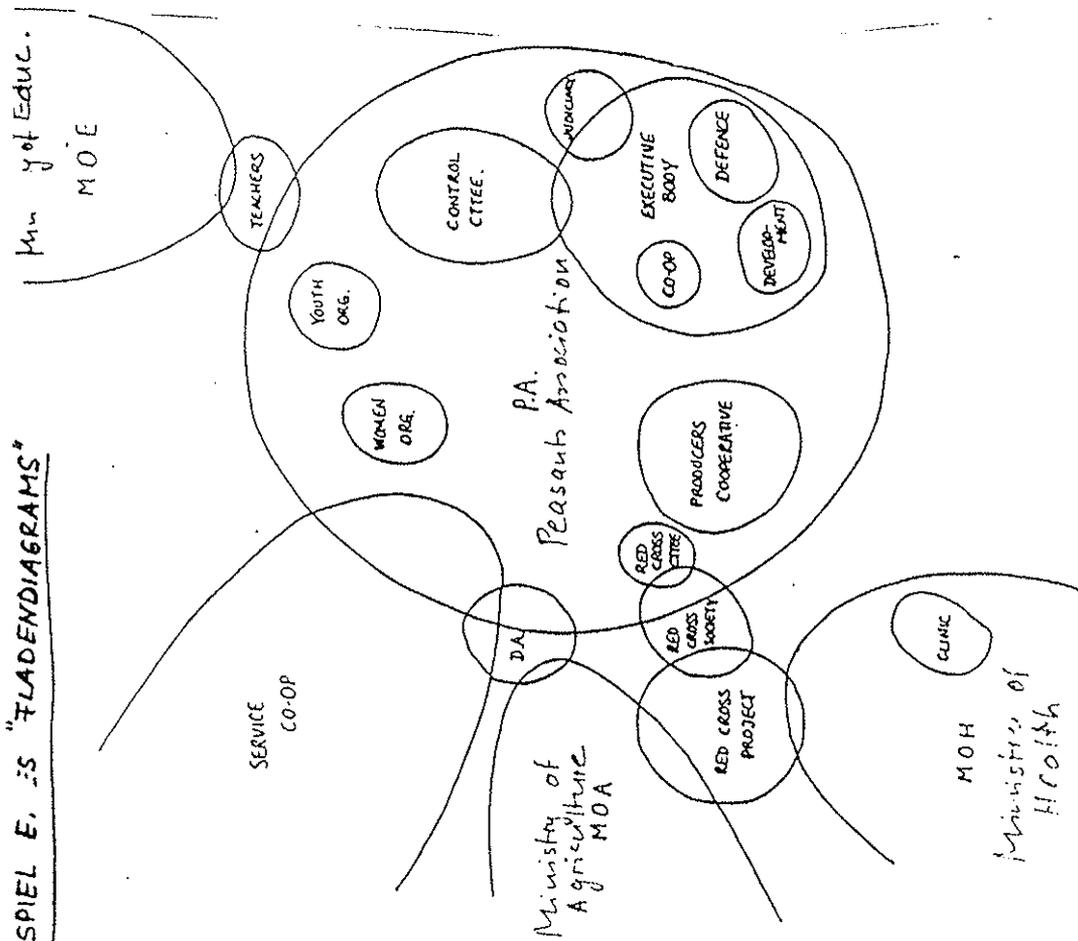 SPIEL E. ES "FLADENDIAGRAMS"
y of Educ.
MOE
TEACHERS
SERVICE
CO-OP
YOUTH
ORG.
WOMEN
ORG.
CONTROL
CTTEE.
JUDICIARY
EXECUTIVE
BODY
DEFENCE
CO-OP
DEVELOP-
MENT
P.A.
Peasants Association
PRODUCERS
COOPERATIVE
RED
CROSS
CTTEE
RED
CROSS
SOCIETY
D.A.
RED CROSS
PROJECT
Ministry of
Agriculture
MOA
CLINIC
MOH
Ministry of
Health